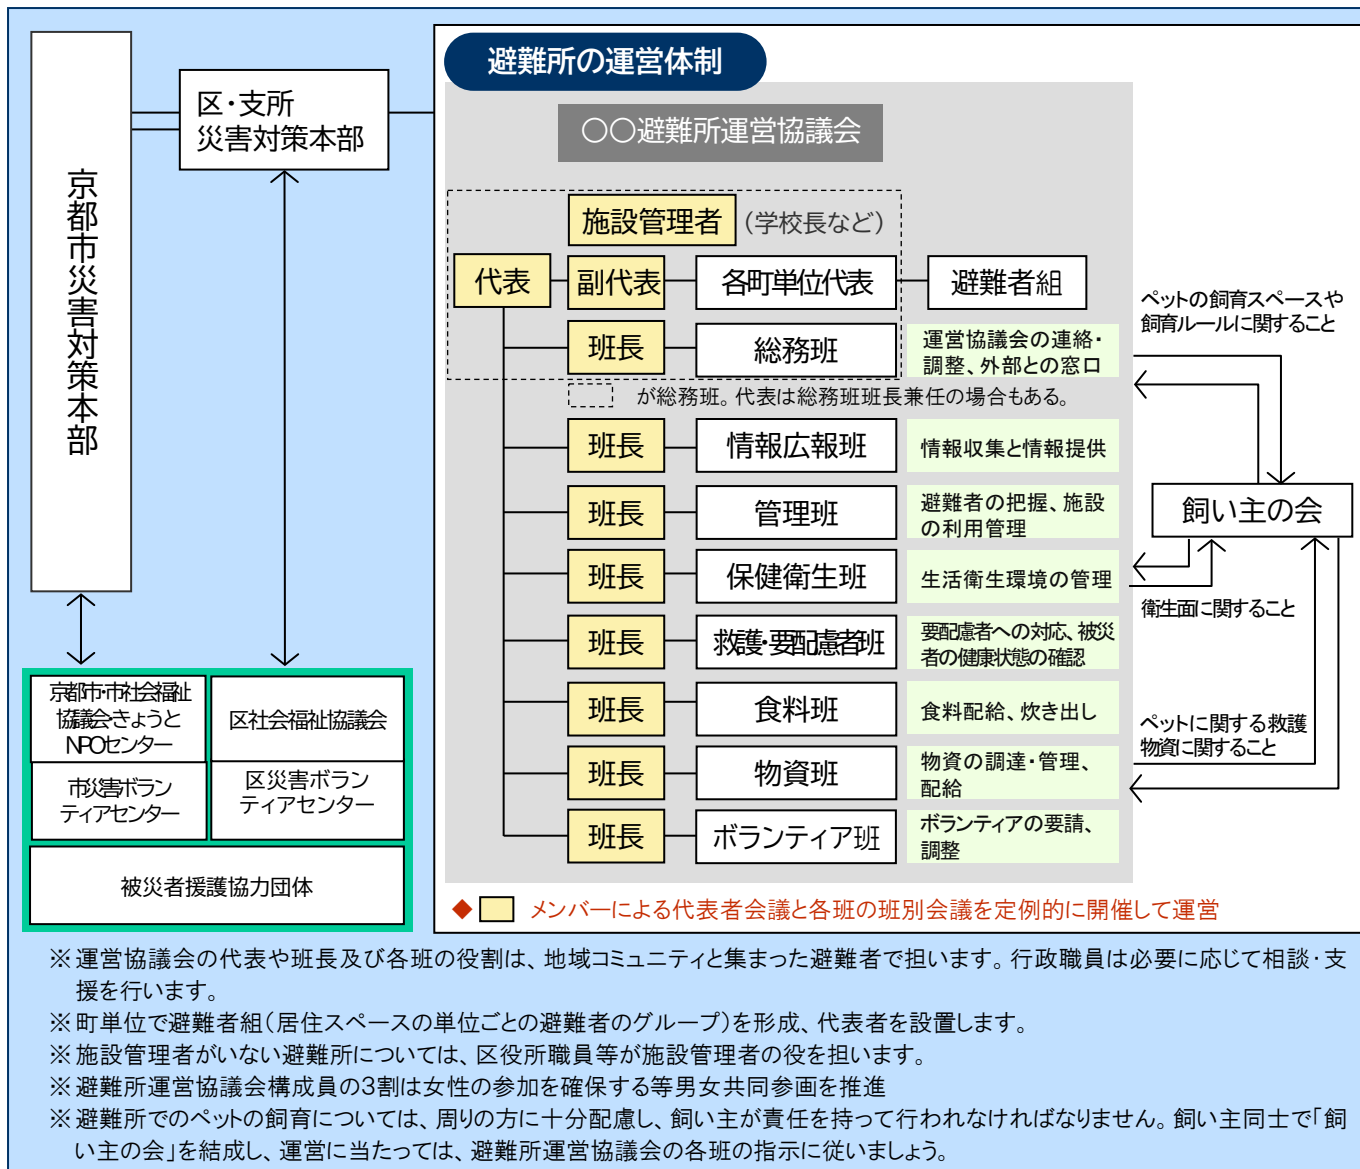 避難所の運営体制
京都市災害対策本部
区・支所
災害対策本部
〇〇避難所運営協議会
施設管理者 (学校長など)
代表 副代表 各町単位代表 避難者組
班長 総務班 運営協議会の連絡・
調整、外部との窓口
が総務班。代表は総務班班長兼任の場合もある。
班長 情報広報班 情報収集と情報提供
班長 管理班 避難者の把握、施設
の利用管理
班長 保健衛生班 生活衛生環境の管理
班長 救護・要配慮者班 要配慮者への対応、被災
者の健康状態の確認
班長 食料班 食料配給、炊き出し
班長 物資班 物資の調達・管理、
配給
班長 ボランティア班 ボランティアの要請、
調整
ペットの飼育スペースや
飼育ルールに関すること
飼い主の会
衛生面に関すること
ペットに関する救護
物資に関すること
京都市・市社会福祉
協議会・きょうと
NPOセンター
市災害ボラン
ティアセンター
区社会福祉協議会
区災害ボラン
ティアセンター
被災者援護協力団体
◆ メンバーによる代表者会議と各班の班別会議を定例的に開催して運営
※運営協議会の代表や班長及び各班の役割は、地域コミュニティと集まった避難者で担います。行政職員は必要に応じて相談・支
援を行います。
※町単位で避難者組(居住スペースの単位ごとの避難者のグループ)を形成、代表者を設置します。
※施設管理者がいない避難所については、区役所職員等が施設管理者の役を担います。
※避難所運営協議会構成員の3割は女性の参加を確保する等男女共同参画を推進
※避難所でのペットの飼育については、周りの方に十分配慮し、飼い主が責任を持って行われなければなりません。飼い主同士で「飼
い主の会」を結成し、運営に当たっては、避難所運営協議会の各班の指示に従いましょう。